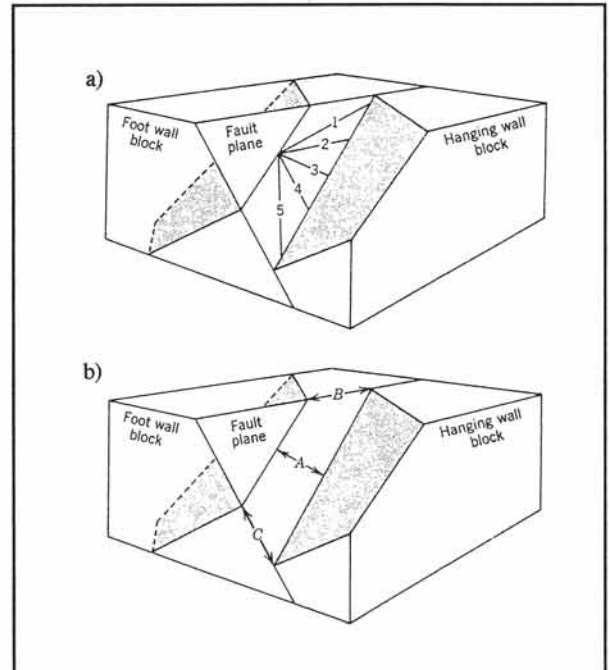 a)
Foot wall
block
Fault
plane
Hanging wall
block
1
2
3
4
5
b)
Foot wall
block
Fault
plane
Hanging wall
block
B
A
C